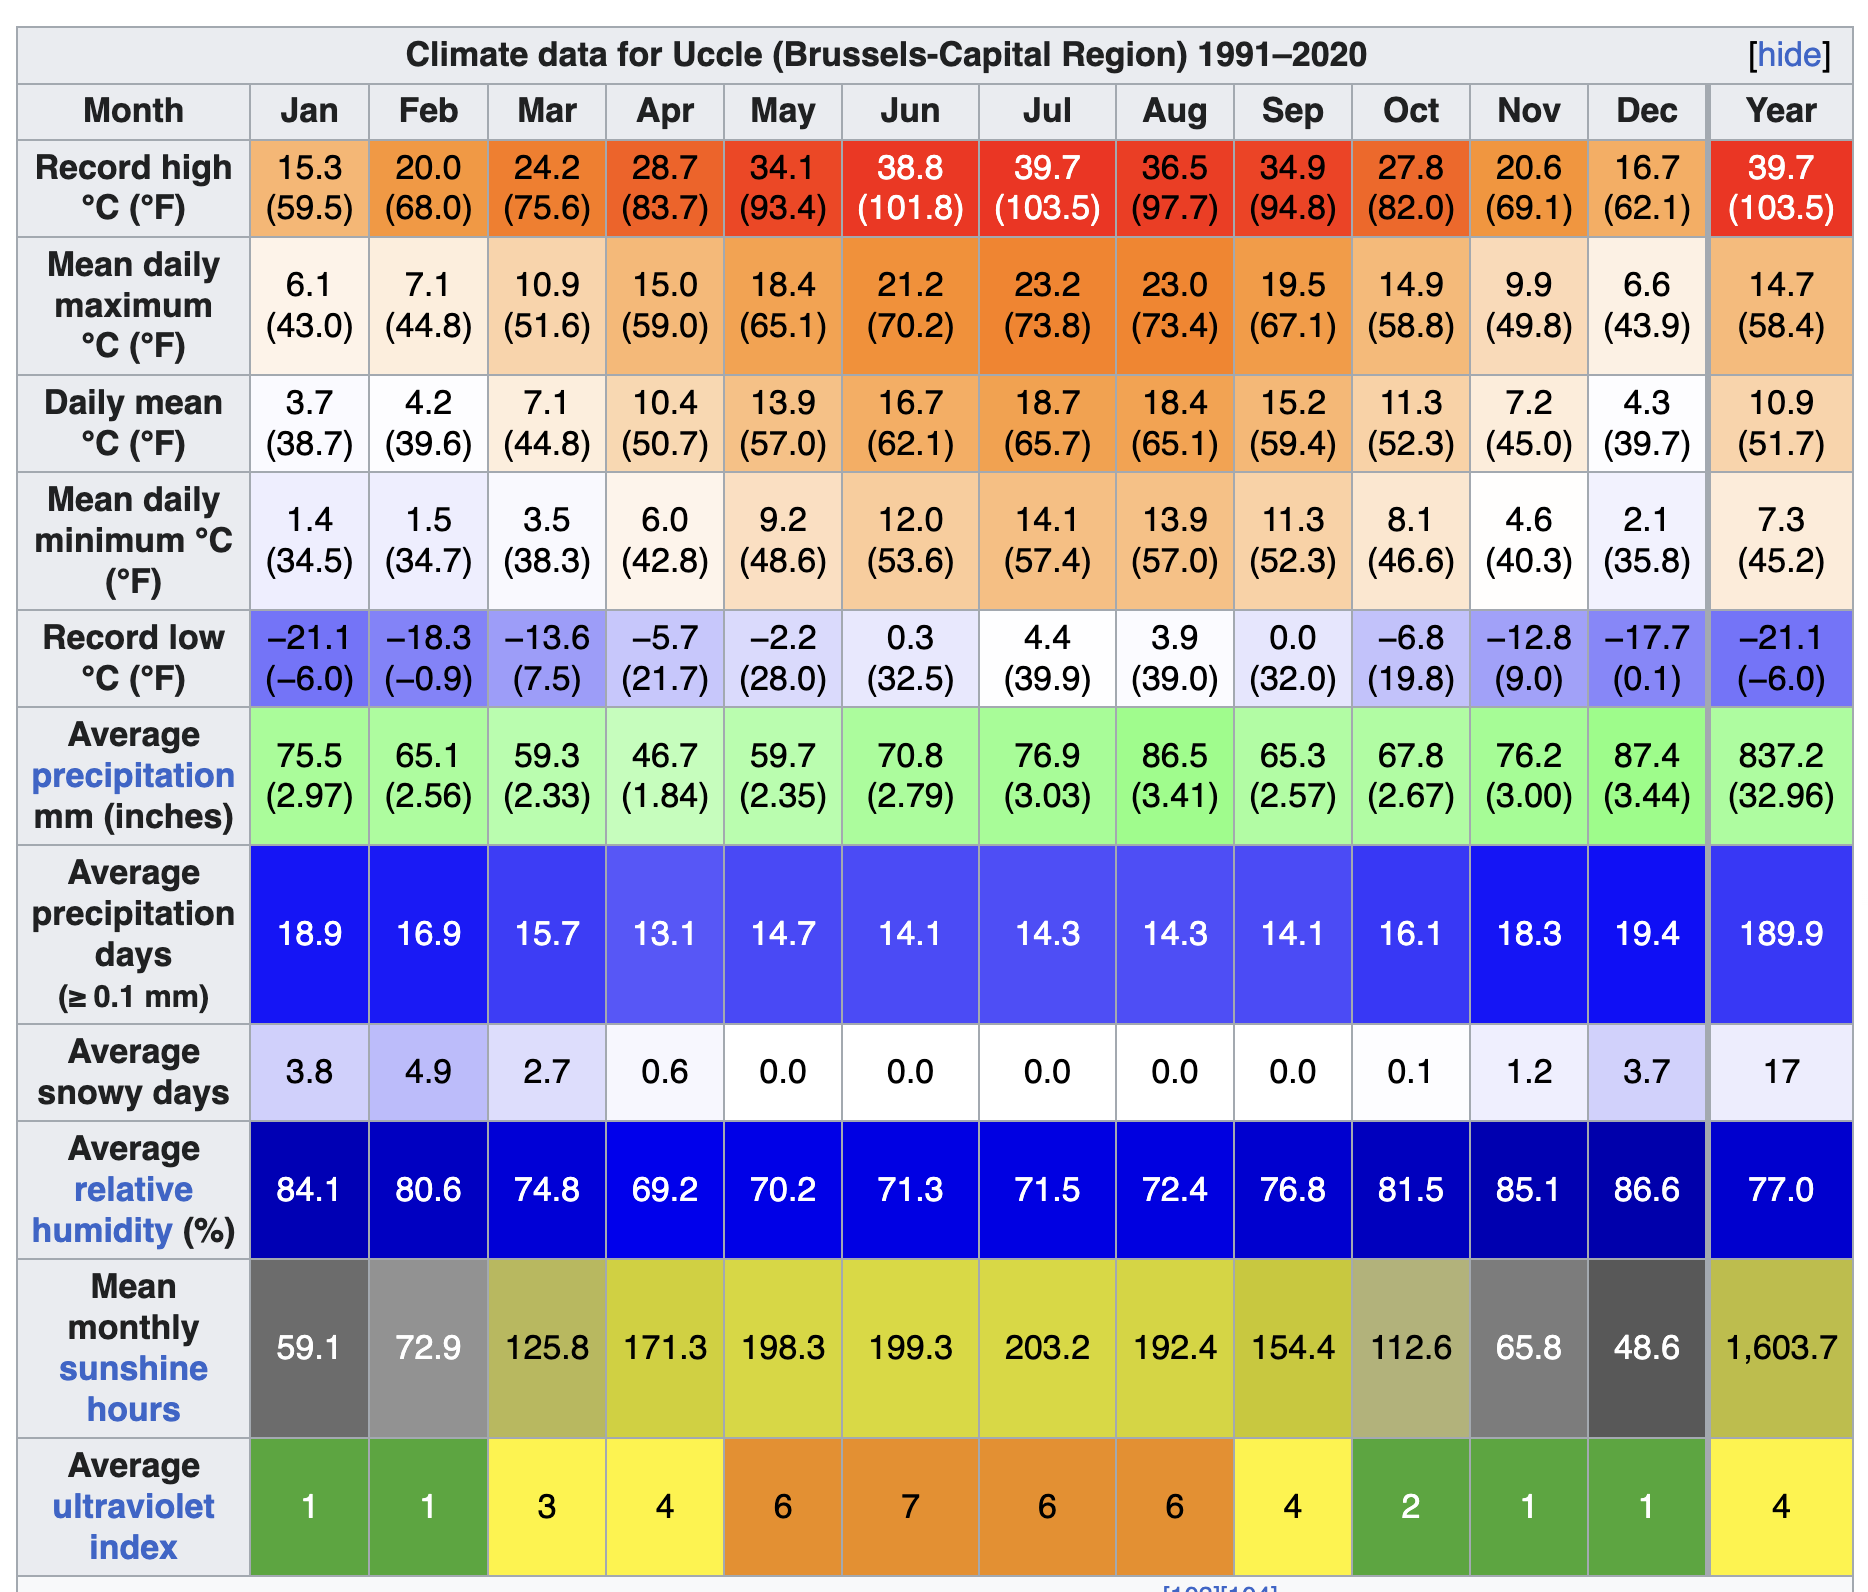 Climate data for Uccle (Brussels-Capital Region) 1991–2020 [hide]
Month Jan Feb Mar Apr May Jun Jul Aug Sep Oct Nov Dec Year
Record high °C (°F) 15.3 (59.5) 20.0 (68.0) 24.2 (75.6) 28.7 (83.7) 34.1 (93.4) 38.8 (101.8) 39.7 (103.5) 36.5 (97.7) 34.9 (94.8) 27.8 (82.0) 20.6 (69.1) 16.7 (62.1) 39.7 (103.5)
Mean daily maximum °C (°F) 6.1 (43.0) 7.1 (44.8) 10.9 (51.6) 15.0 (59.0) 18.4 (65.1) 21.2 (70.2) 23.2 (73.8) 23.0 (73.4) 19.5 (67.1) 14.9 (58.8) 9.9 (49.8) 6.6 (43.9) 14.7 (58.4)
Daily mean °C (°F) 3.7 (38.7) 4.2 (39.6) 7.1 (44.8) 10.4 (50.7) 13.9 (57.0) 16.7 (62.1) 18.7 (65.7) 18.4 (65.1) 15.2 (59.4) 11.3 (52.3) 7.2 (45.0) 4.3 (39.7) 10.9 (51.7)
Mean daily minimum °C (°F) 1.4 (34.5) 1.5 (34.7) 3.5 (38.3) 6.0 (42.8) 9.2 (48.6) 12.0 (53.6) 14.1 (57.4) 13.9 (57.0) 11.3 (52.3) 8.1 (46.6) 4.6 (40.3) 2.1 (35.8) 7.3 (45.2)
Record low °C (°F) −21.1 (−6.0) −18.3 (−0.9) −13.6 (7.5) −5.7 (21.7) −2.2 (28.0) 0.3 (32.5) 4.4 (39.9) 3.9 (39.0) 0.0 (32.0) −6.8 (19.8) −12.8 (9.0) −17.7 (0.1) −21.1 (−6.0)
Average precipitation mm (inches) 75.5 (2.97) 65.1 (2.56) 59.3 (2.33) 46.7 (1.84) 59.7 (2.35) 70.8 (2.79) 76.9 (3.03) 86.5 (3.41) 65.3 (2.57) 67.8 (2.67) 76.2 (3.00) 87.4 (3.44) 837.2 (32.96)
Average precipitation days (≥ 0.1 mm) 18.9 16.9 15.7 13.1 14.7 14.1 14.3 14.3 14.1 16.1 18.3 19.4 189.9
Average snowy days 3.8 4.9 2.7 0.6 0.0 0.0 0.0 0.0 0.0 0.1 1.2 3.7 17
Average relative humidity (%) 84.1 80.6 74.8 69.2 70.2 71.3 71.5 72.4 76.8 81.5 85.1 86.6 77.0
Mean monthly sunshine hours 59.1 72.9 125.8 171.3 198.3 199.3 203.2 192.4 154.4 112.6 65.8 48.6 1,603.7
Average ultraviolet index 1 1 3 4 6 7 6 6 4 2 1 1 4